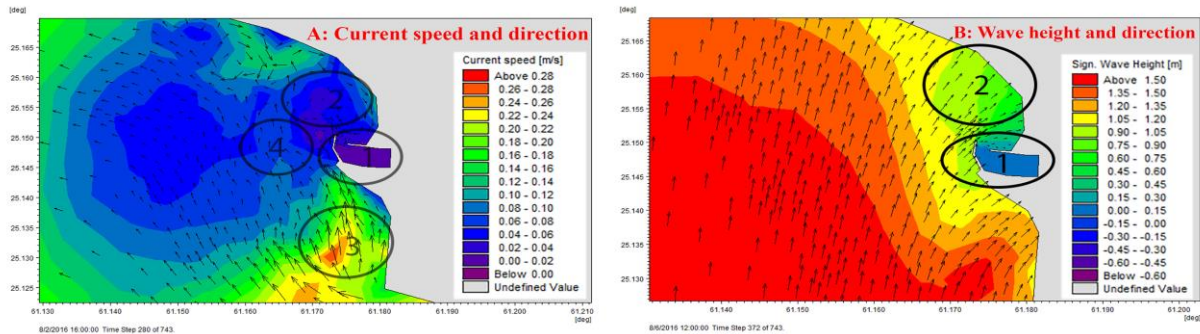 [deg]
A: Current speed and direction
25.165
25.160
25.155
25.150
25.145
25.140
25.135
25.130
25.125
Current speed [m/s]
Above 0.28
0.26 - 0.28
0.24 - 0.26
0.22 - 0.24
0.20 - 0.22
0.18 - 0.20
0.16 - 0.18
0.14 - 0.16
0.12 - 0.14
0.10 - 0.12
0.08 - 0.10
0.06 - 0.08
0.04 - 0.06
0.02 - 0.04
0.00 - 0.02
Below 0.00
Undefined Value
2
4
1
3
61.130
61.140
61.150
61.160
61.170
61.180
61.190
61.200
61.210
[deg]
8/2/2016 16:00:00 Time Step 280 of 743.
[deg]
B: Wave height and direction
25.165
25.160
25.155
25.150
25.145
25.140
25.135
25.130
Sign. Wave Height [m]
Above 1.50
1.35 - 1.50
1.20 - 1.35
1.05 - 1.20
0.90 - 1.05
0.75 - 0.90
0.60 - 0.75
0.45 - 0.60
0.30 - 0.45
0.15 - 0.30
0.00 - 0.15
-0.15 - 0.00
-0.30 - -0.15
-0.45 - -0.30
-0.60 - -0.45
Below -0.60
Undefined Value
2
1
61.140
61.150
61.160
61.170
61.180
61.190
61.200
[deg]
8/6/2016 12:00:00 Time Step 372 of 743.